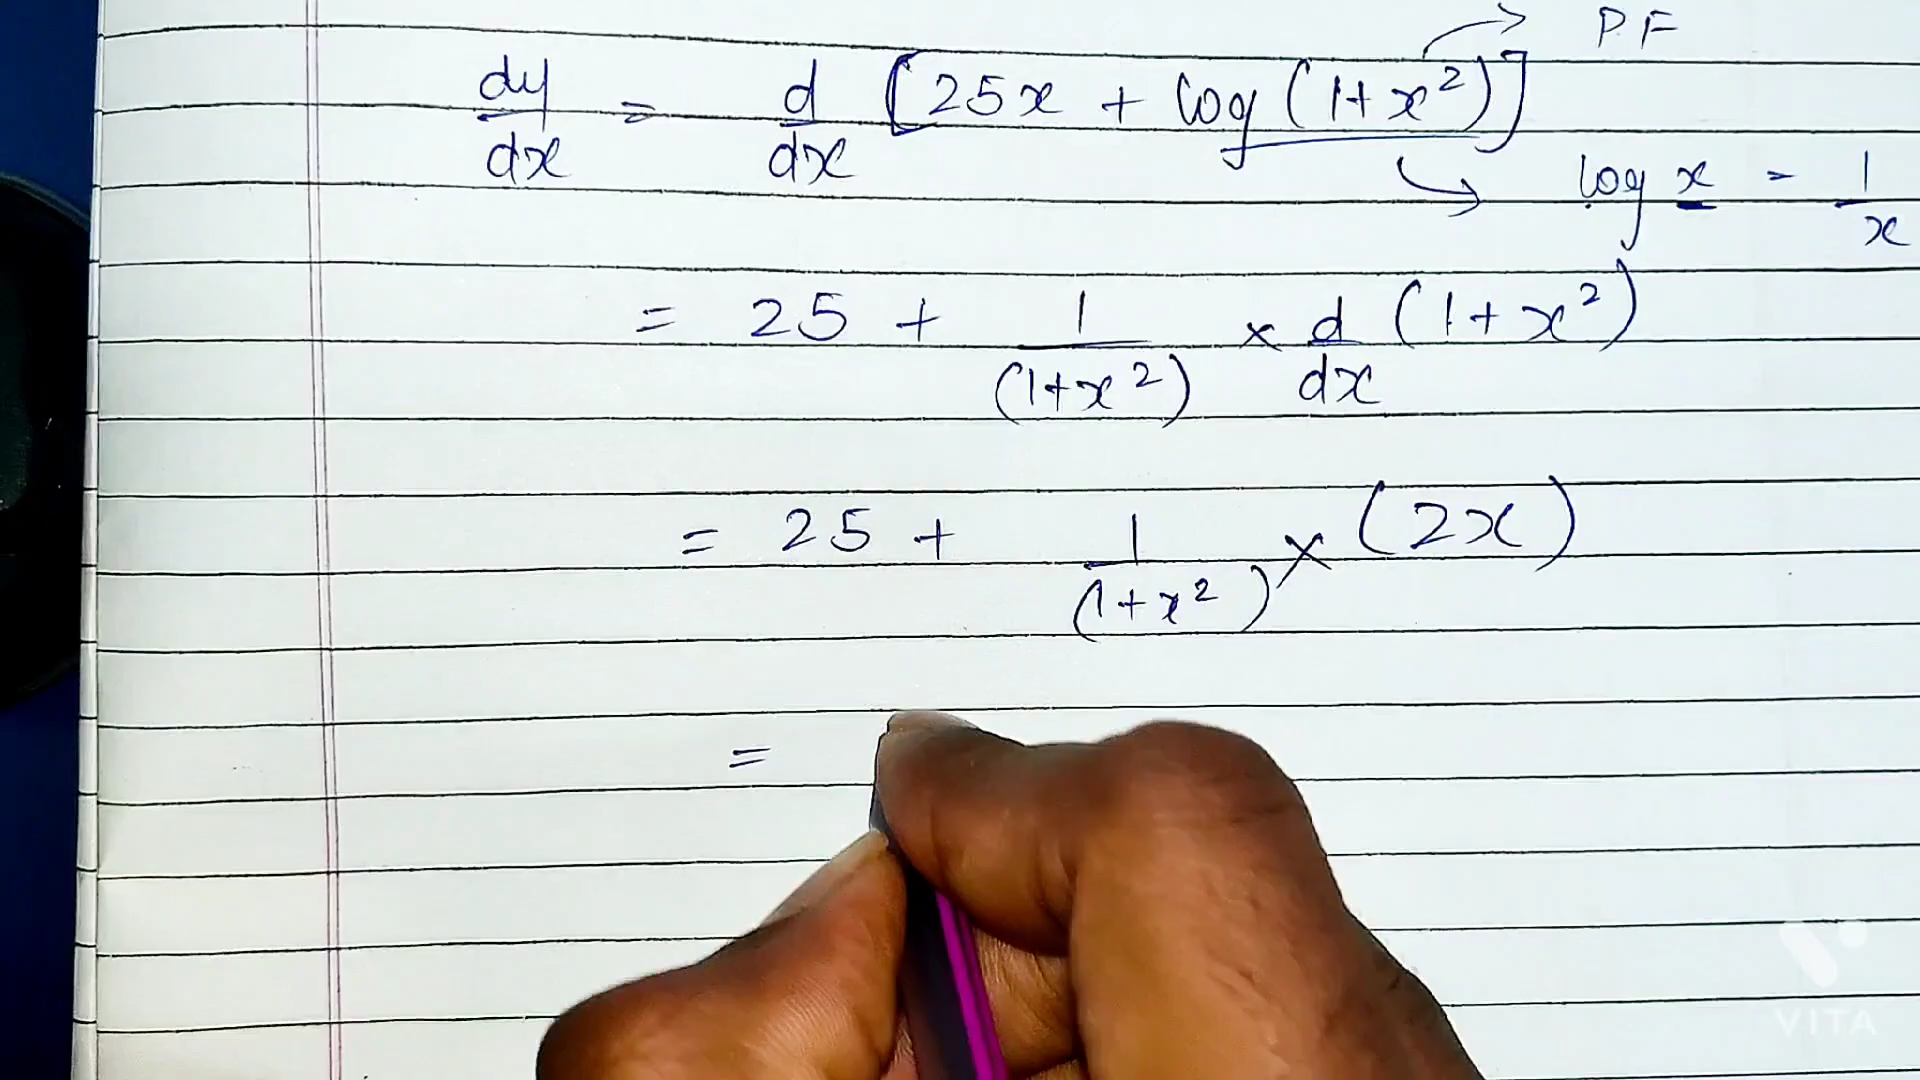 PF
dy/dx = d/dx [25x + log(1+x²)]
log x = 1/x
= 25 + 1/(1+x²) × d/dx (1+x²)
= 25 + 1/(1+x²) × (2x)
=
VITA